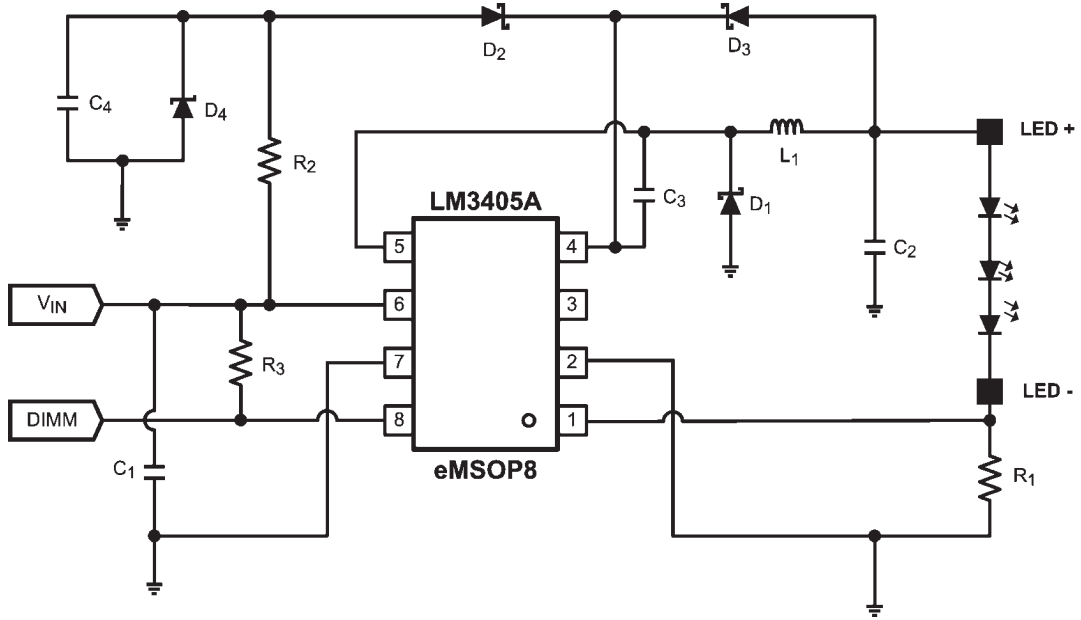 D2
D3
C4
D4
R2
LED +
L1
C3
D1
C2
LM3405A
5
4
VIN
6
3
R3
7
2
LED -
DIMM
8
1
C1
eMSOP8
R1